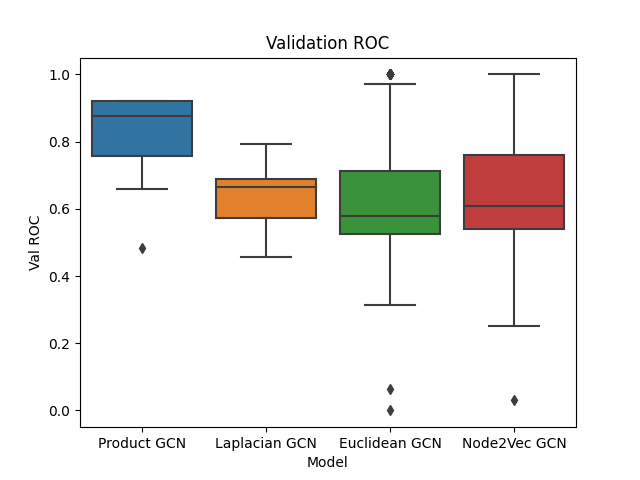 Validation ROC
1.0
0.8
0.6
0.4
0.2
0.0
Val ROC
Product GCN
Laplacian GCN
Euclidean GCN
Node2Vec GCN
Model